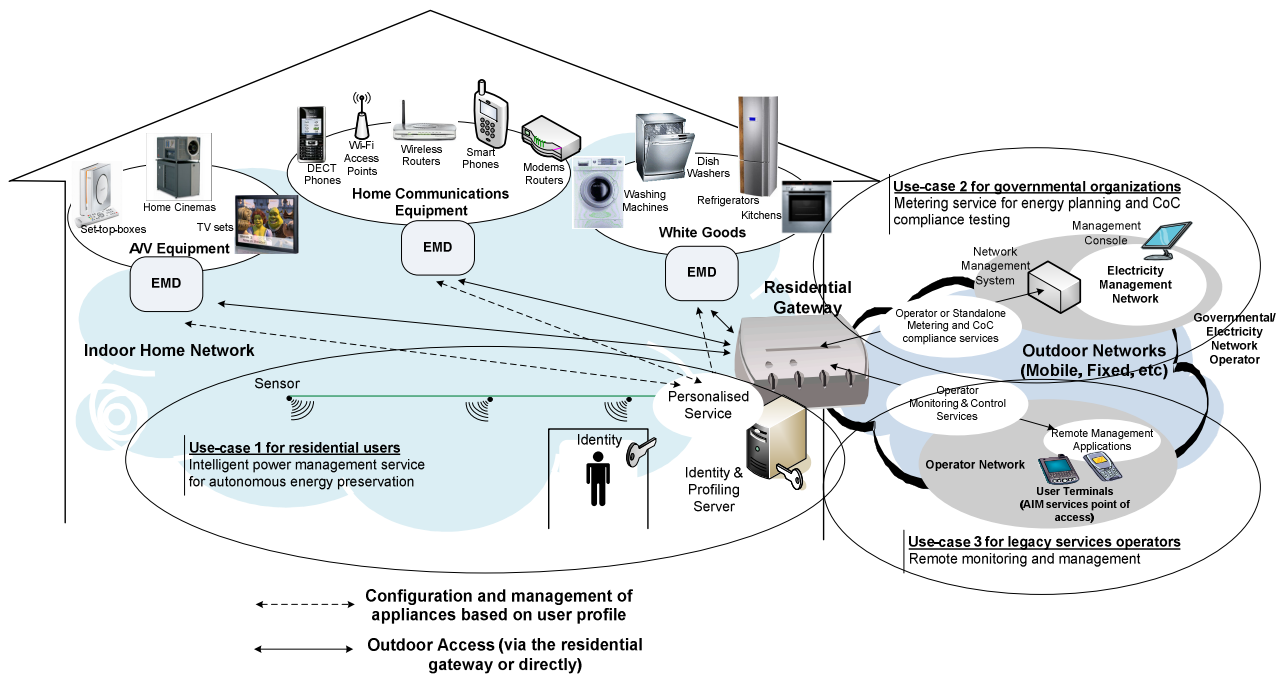 DECT
Phones
Wi-Fi
Access
Points
Wireless
Routers
Smart
Phones
Modems
Routers
Home Communications
Equipment
EMD
Set-top-boxes
Home Cinemas
TV sets
A/V Equipment
EMD
Washing
Machines
Dish
Washers
Refrigerators
Kitchens
White Goods
EMD
Residential
Gateway
Indoor Home Network
Sensor
Personalised
Service
Use-case 1 for residential users
Intelligent power management service
for autonomous energy preservation
Identity
Identity &
Profiling
Server
Use-case 2 for governmental organizations
Metering service for energy planning and CoC
compliance testing
Management
Console
Network
Management
System
Electricity
Management
Network
Operator or Standalone
Metering and CoC
compliance services
Governmental/
Electricity
Network
Operator
Outdoor Networks
(Mobile, Fixed, etc)
Operator
Monitoring & Control
Services
Remote Management
Applications
Operator Network
User Terminals
(AIM services point of
access)
Use-case 3 for legacy services operators
Remote monitoring and management
Configuration and management of
appliances based on user profile
Outdoor Access (via the residential
gateway or directly)